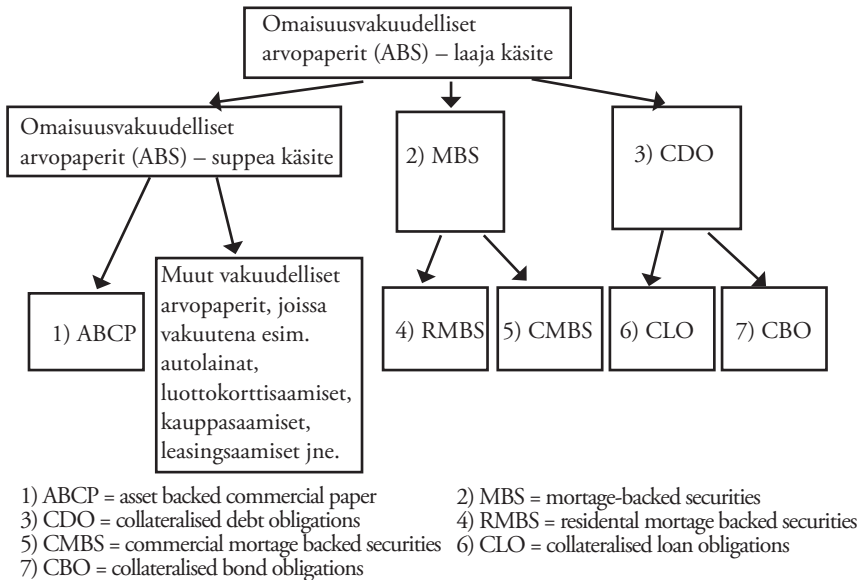 Omaisuusvakuudelliset
arvopaperit (ABS) – laaja käsite
Omaisuusvakuudelliset
arvopaperit (ABS) – suppea käsite
2) MBS
3) CDO
1) ABCP
Muut vakuudelliset
arvopaperit, joissa
vakuutena esim.
autolainat,
luottokorttisaamiset,
kauppasaamiset,
leasingsaamiset jne.
4) RMBS
5) CMBS
6) CLO
7) CBO
1) ABCP = asset backed commercial paper
2) MBS = mortage-backed securities
3) CDO = collateralised debt obligations
4) RMBS = residental mortage backed securities
5) CMBS = commercial mortage backed securities
6) CLO = collateralised loan obligations
7) CBO = collateralised bond obligations